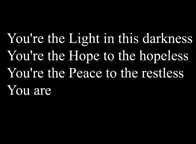 You're the Light in this darkness
You're the Hope to the hopeless
You're the Peace to the restless
You are